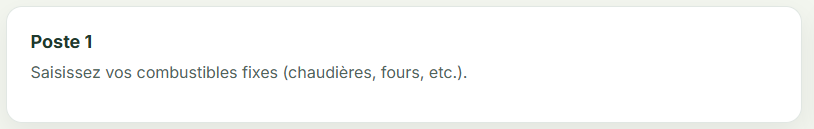 Poste 1
Saisissez vos combustibles fixes (chaudières, fours, etc.).